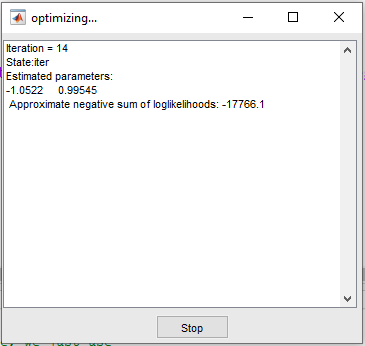 optimizing...
Iteration = 14
State:iter
Estimated parameters:
-1.0522 0.99545
Approximate negative sum of loglikelihoods: -17766.1
Stop